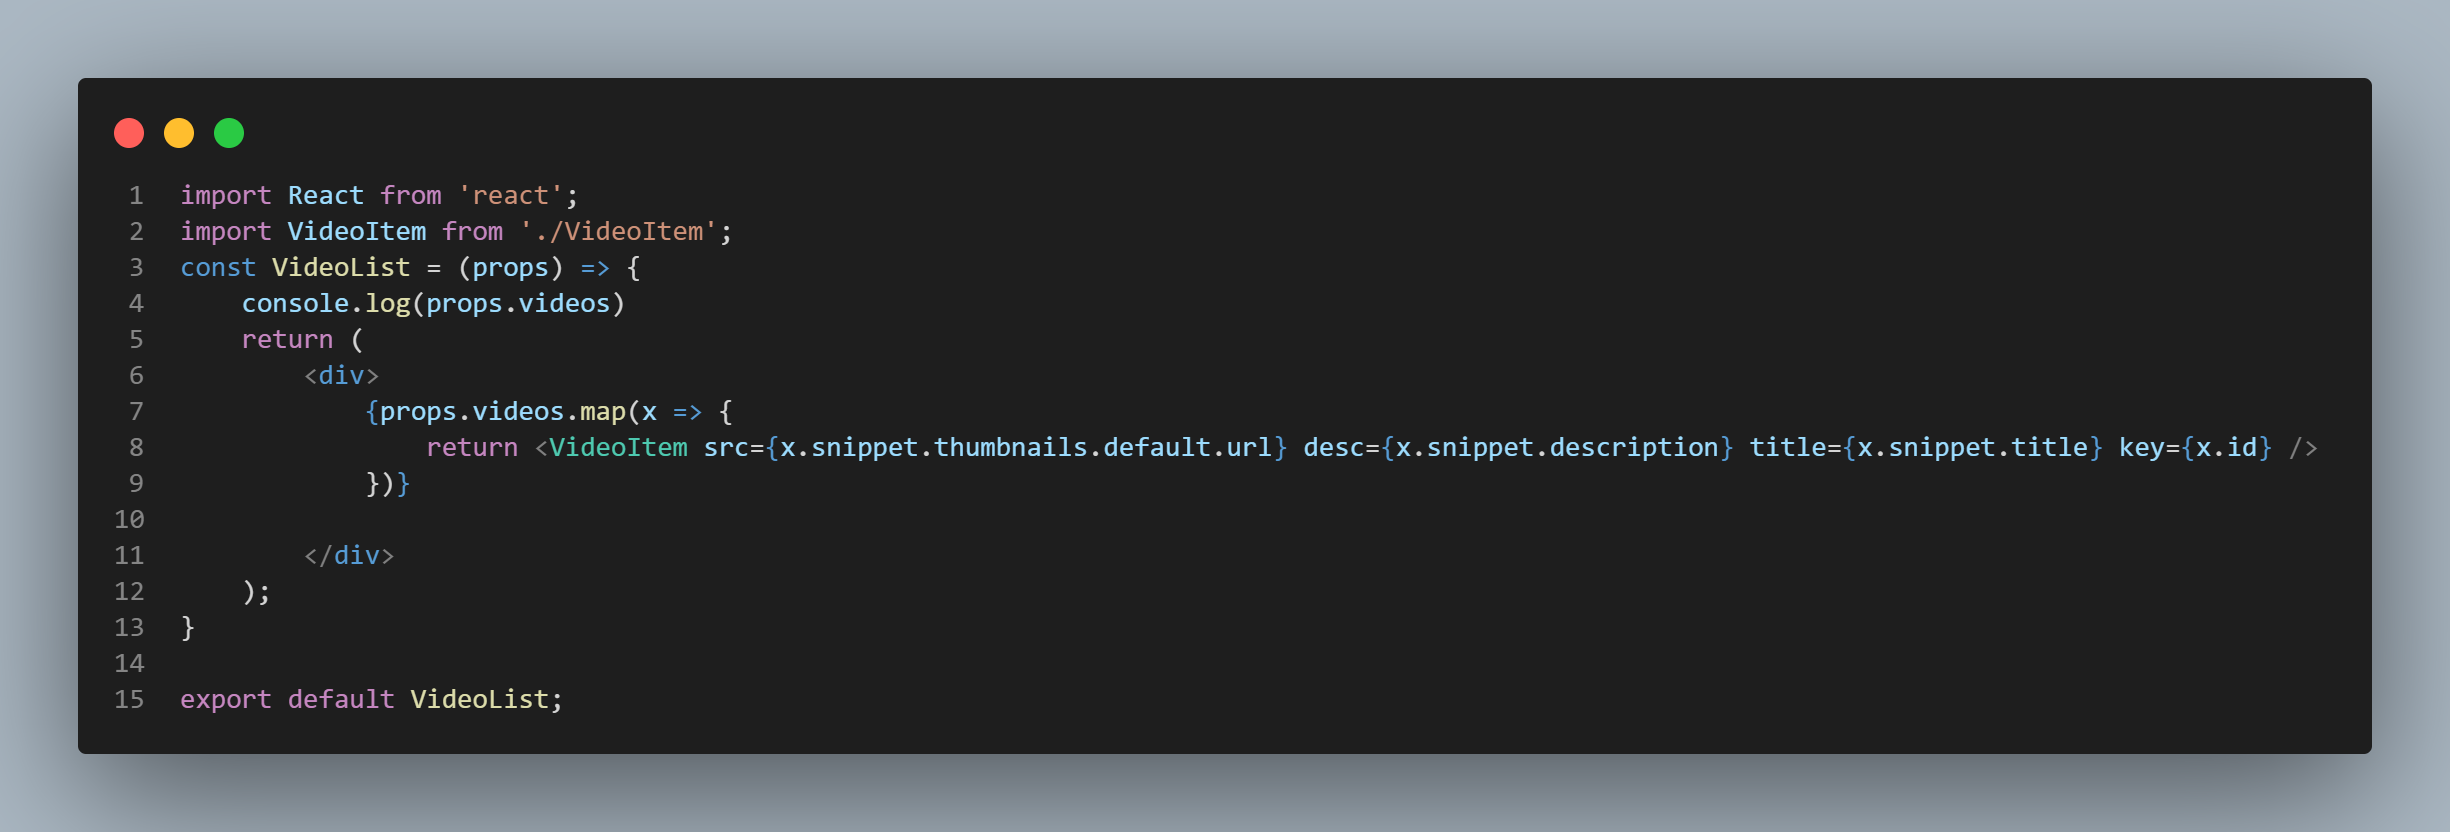 1 import React from 'react';
2 import VideoItem from './VideoItem';
3 const VideoList = (props) => {
4     console.log(props.videos)
5     return (
6         <div>
7             {props.videos.map(x => {
8                 return <VideoItem src={x.snippet.thumbnails.default.url} desc={x.snippet.description} title={x.snippet.title} key={x.id} />
9             })}
10
11         </div>
12     );
13 }
14
15 export default VideoList;